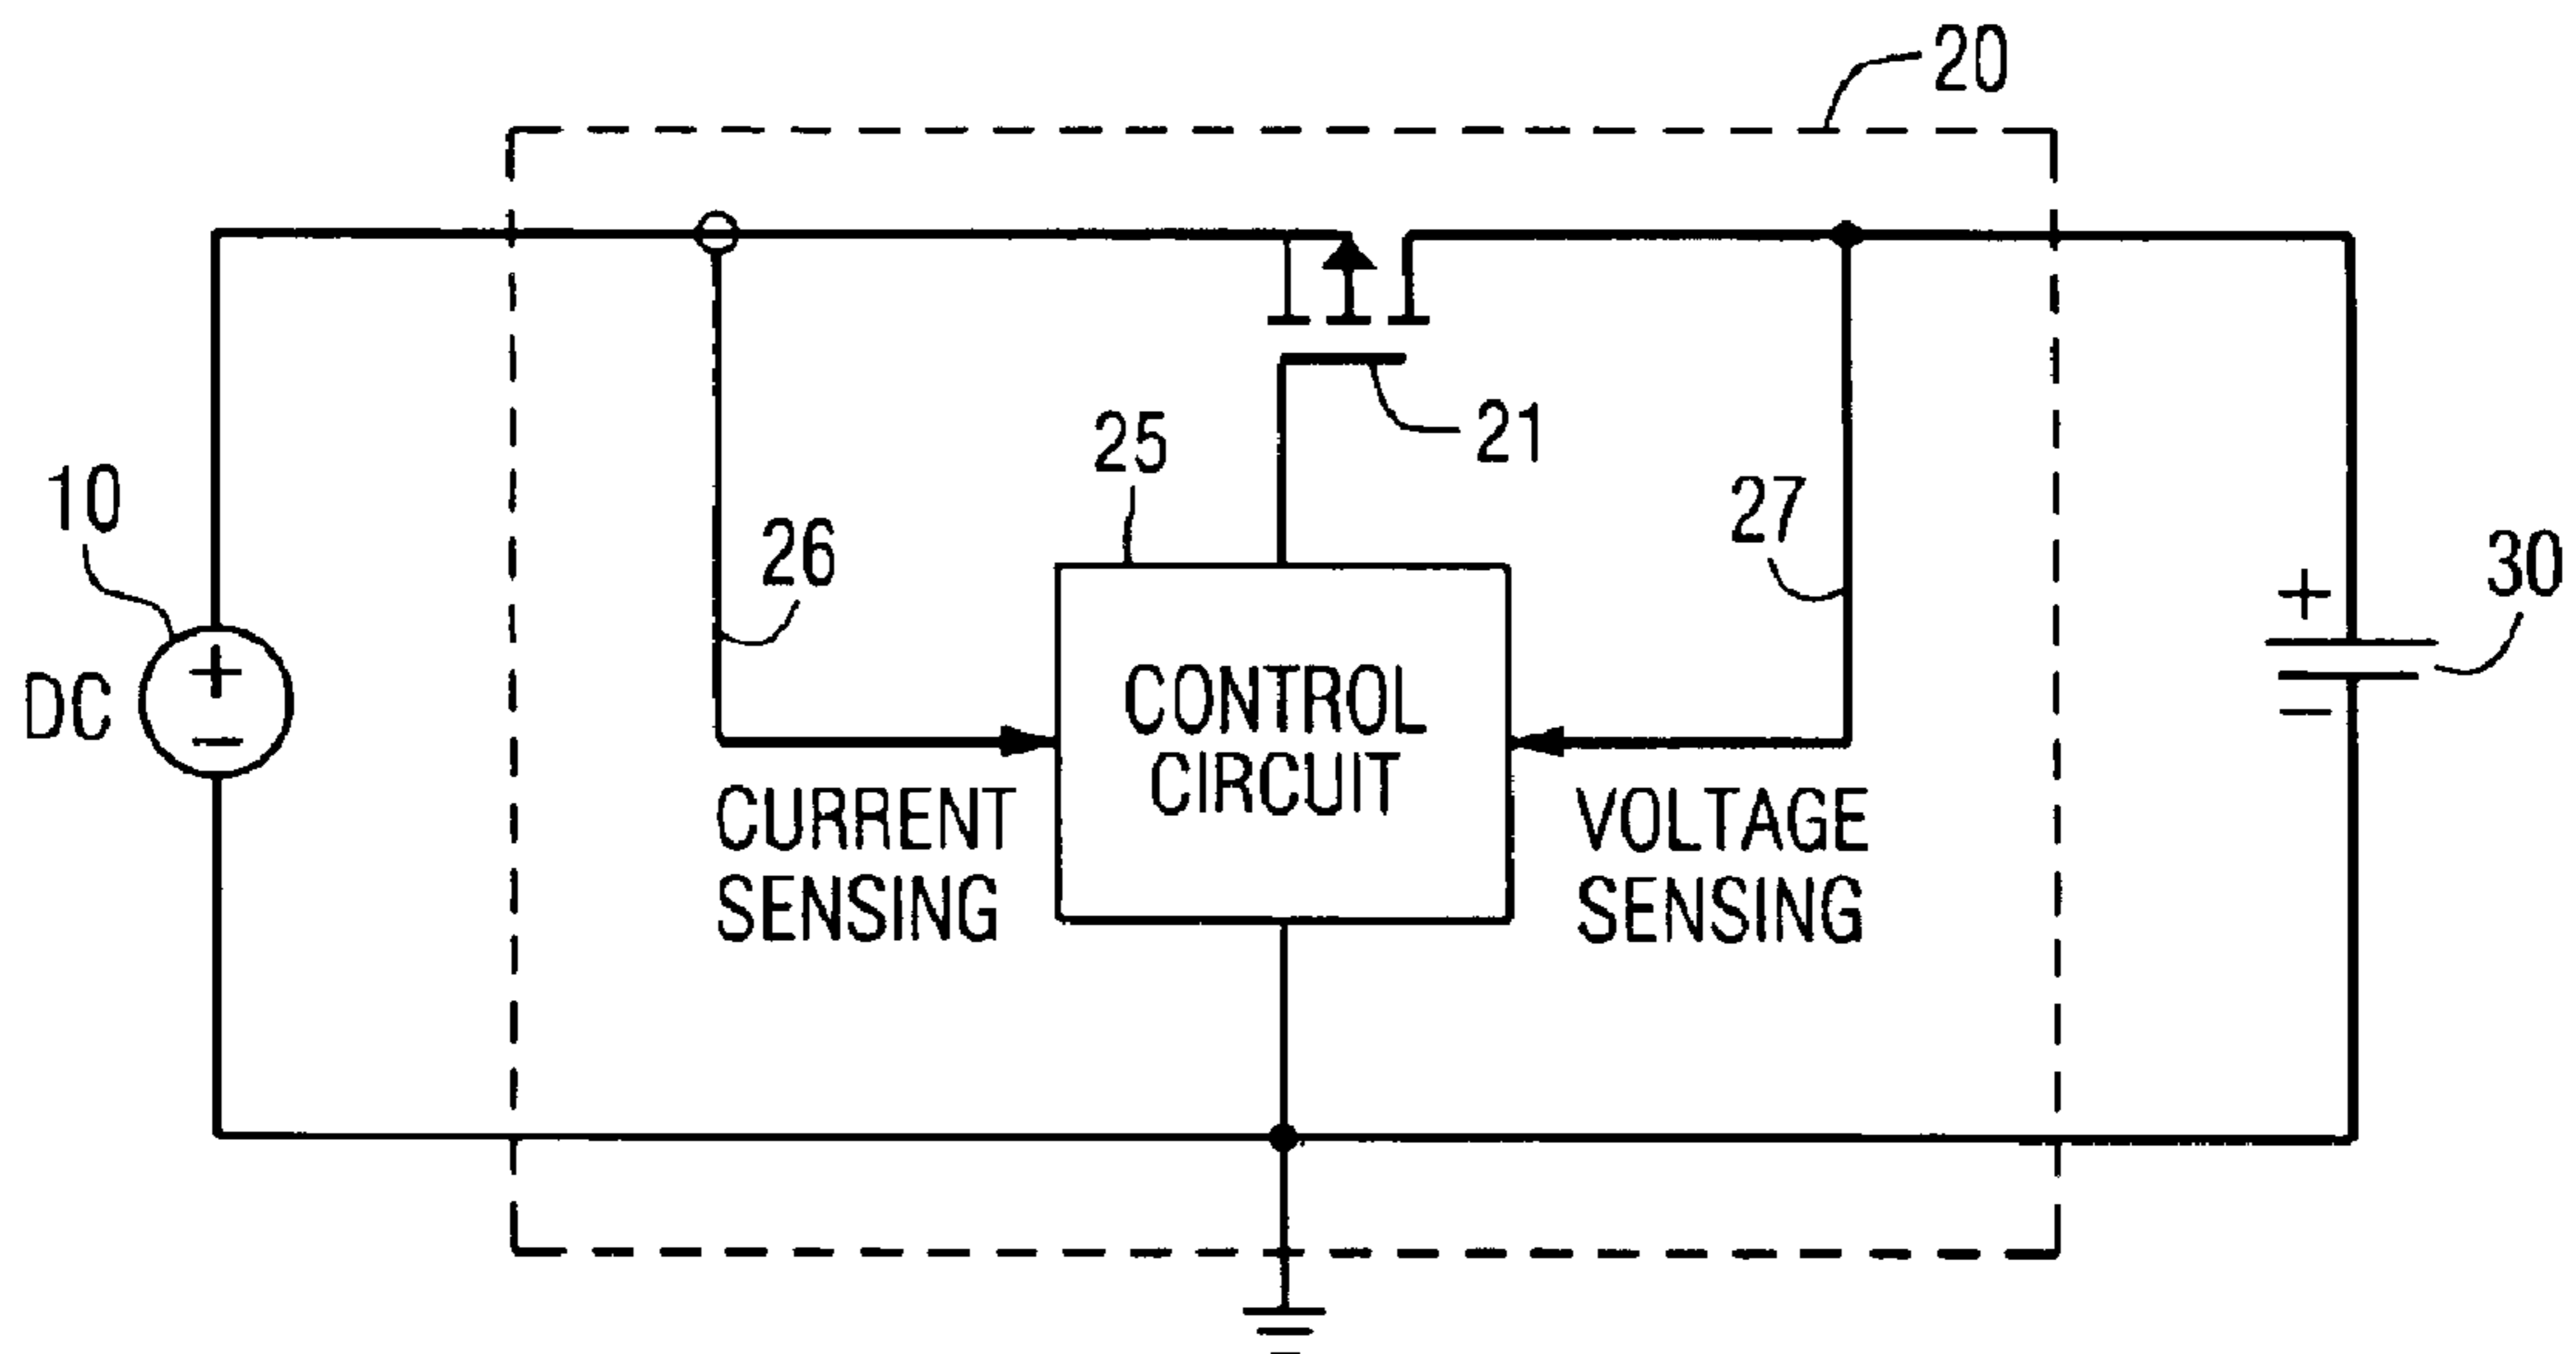 20
21
25
10
26
27
30
+
+
−
−
DC
CONTROL
CIRCUIT
CURRENT
SENSING
VOLTAGE
SENSING